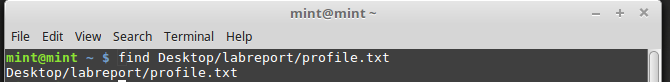 mint@mint ~
File Edit View Search Terminal Help
mint@mint ~ $ find Desktop/labreport/profile.txt
Desktop/labreport/profile.txt